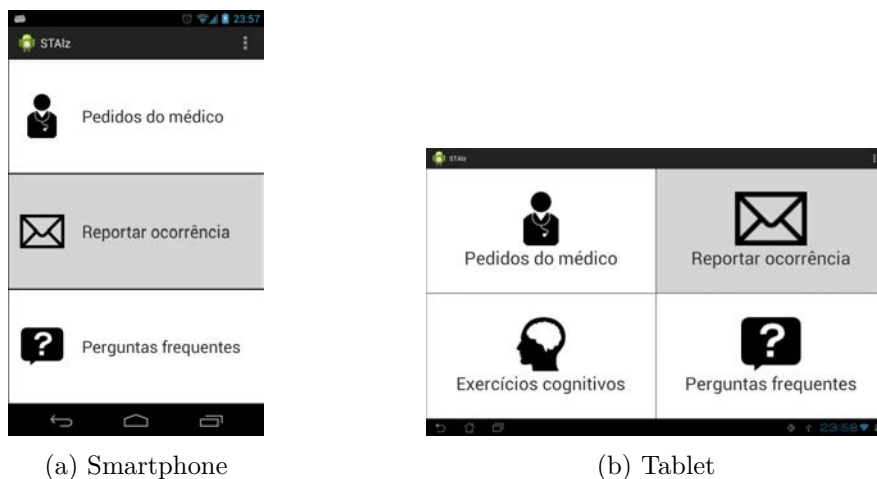 23:57
STAlz
Pedidos do médico
Reportar ocorrência
?
Perguntas frequentes
(a) Smartphone
STAlz
Pedidos do médico
Reportar ocorrência
Exercícios cognitivos
?
Perguntas frequentes
23:58
(b) Tablet